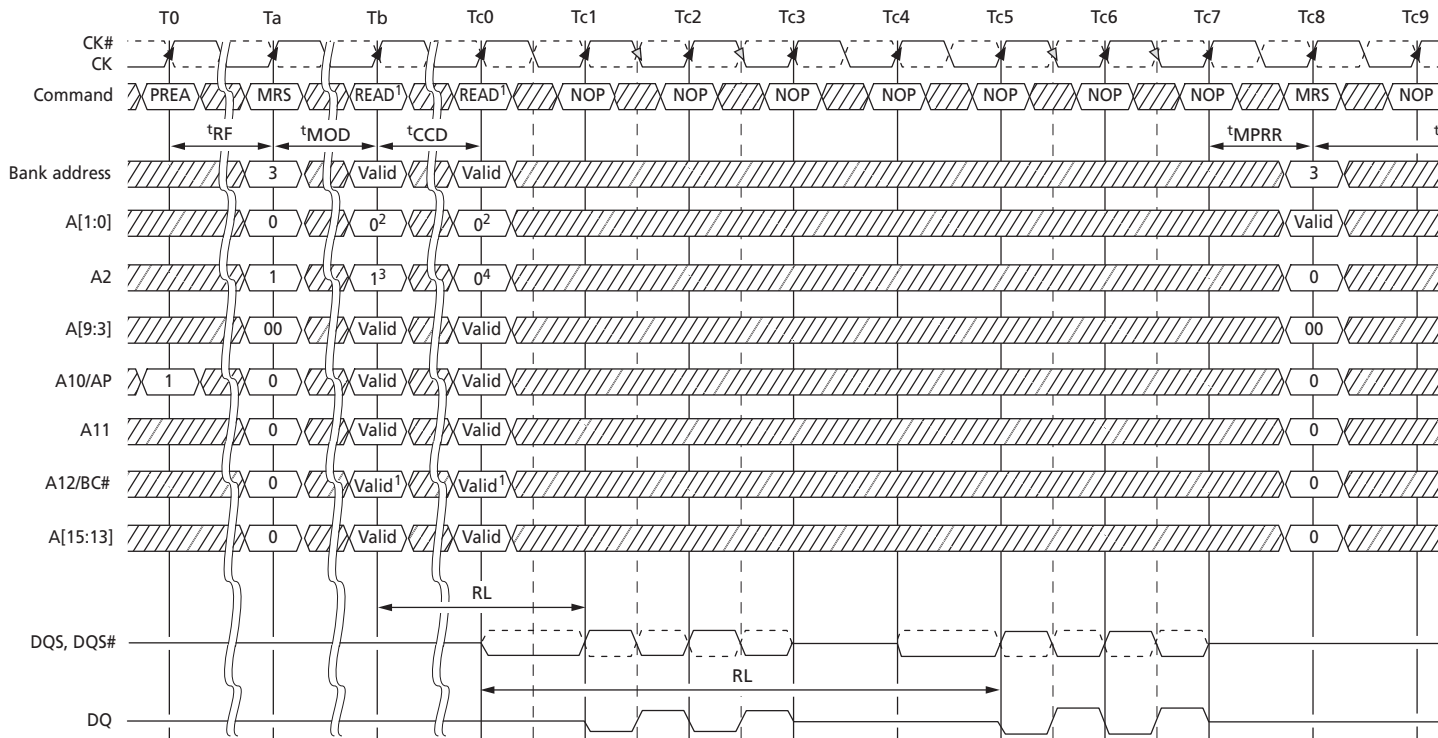 T0 Ta Tb Tc0 Tc1 Tc2 Tc3 Tc4 Tc5 Tc6 Tc7 Tc8 Tc9
CK#
CK
Command PREA MRS READ¹ READ¹ NOP NOP NOP NOP NOP NOP NOP MRS NOP
tRF tMOD tCCD tMPRR t
Bank address 3 Valid Valid 3
A[1:0] 0 0² 0² Valid
A2 1 1³ 0⁴ 0
A[9:3] 00 Valid Valid 00
A10/AP 1 0 Valid Valid 0
A11 0 Valid Valid 0
A12/BC# 0 Valid¹ Valid¹ 0
A[15:13] 0 Valid Valid 0
RL
DQS, DQS#
RL
DQ